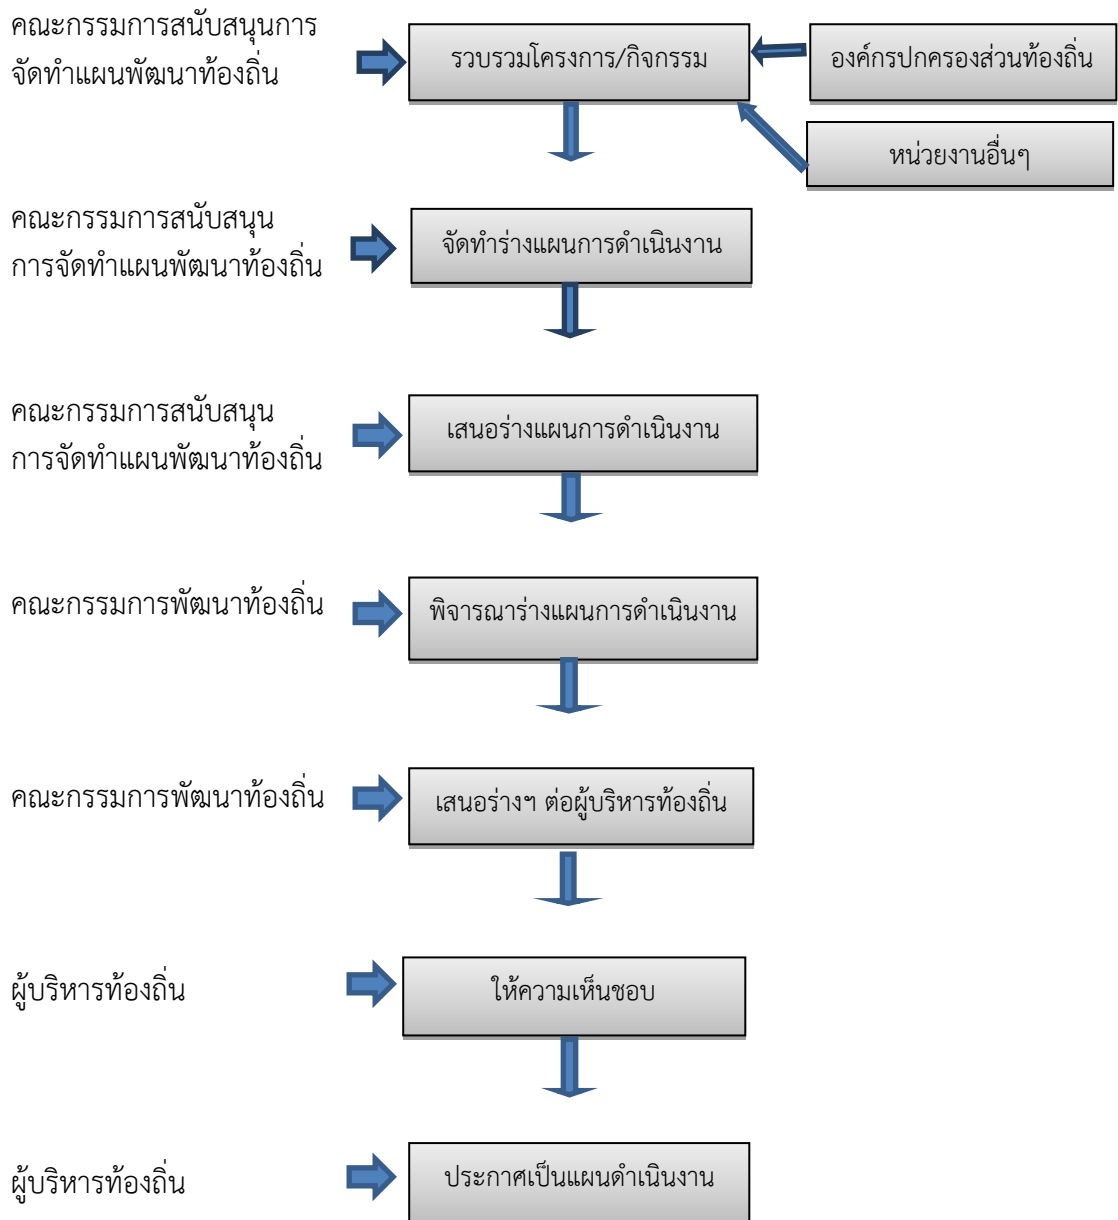 คณะกรรมการสนับสนุนการ
จัดทำแผนพัฒนาท้องถิ่น
รวบรวมโครงการ/กิจกรรม
องค์กรปกครองส่วนท้องถิ่น
หน่วยงานอื่นๆ
คณะกรรมการสนับสนุน
การจัดทำแผนพัฒนาท้องถิ่น
จัดทำร่างแผนการดำเนินงาน
คณะกรรมการสนับสนุน
การจัดทำแผนพัฒนาท้องถิ่น
เสนอร่างแผนการดำเนินงาน
คณะกรรมการพัฒนาท้องถิ่น
พิจารณาร่างแผนการดำเนินงาน
คณะกรรมการพัฒนาท้องถิ่น
เสนอร่างฯ ต่อผู้บริหารท้องถิ่น
ผู้บริหารท้องถิ่น
ให้ความเห็นชอบ
ผู้บริหารท้องถิ่น
ประกาศเป็นแผนดำเนินงาน